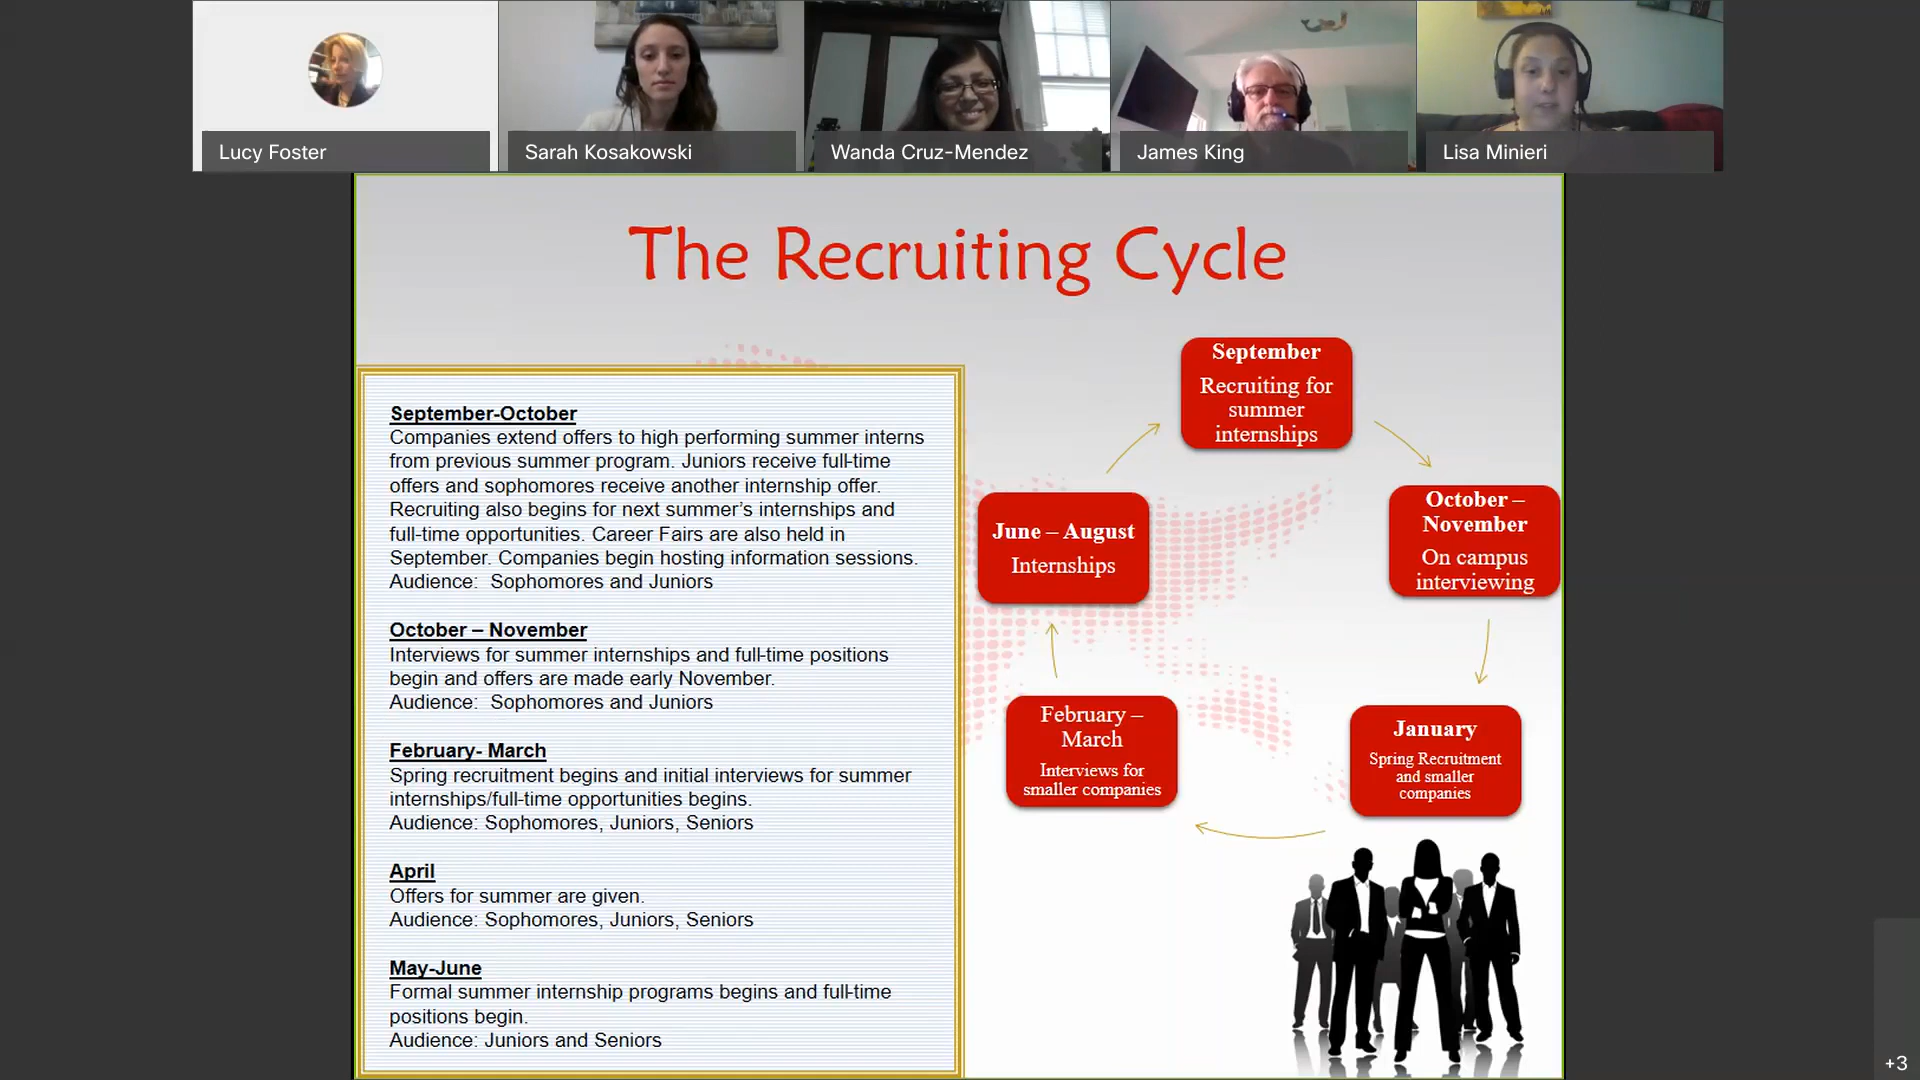 Lucy Foster
Sarah Kosakowski
Wanda Cruz-Mendez
James King
Lisa Minieri
The Recruiting Cycle
September-October
Companies extend offers to high performing summer interns
from previous summer program. Juniors receive full-time
offers and sophomores receive another internship offer.
Recruiting also begins for next summer's internships and
full-time opportunities. Career Fairs are also held in
September. Companies begin hosting information sessions.
Audience:  Sophomores and Juniors
October – November
Interviews for summer internships and full-time positions
begin and offers are made early November.
Audience:  Sophomores and Juniors
February- March
Spring recruitment begins and initial interviews for summer
internships/full-time opportunities begins.
Audience: Sophomores, Juniors, Seniors
April
Offers for summer are given.
Audience: Sophomores, Juniors, Seniors
May-June
Formal summer internship programs begins and full-time
positions begin.
Audience: Juniors and Seniors
September
Recruiting for
summer
internships
October –
November
On campus
interviewing
January
Spring Recruitment
and smaller
companies
February –
March
Interviews for
smaller companies
June – August
Internships
+3